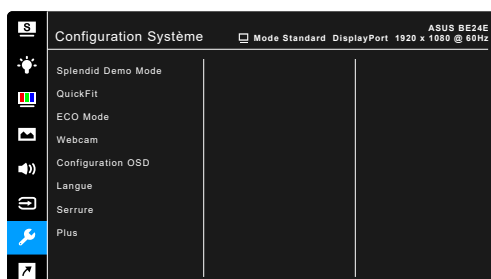 S
ASUS BE24E
Configuration Système
Mode Standard DisplayPort 1920 x 1080 @ 60Hz
Splendid Demo Mode
QuickFit
ECO Mode
Webcam
Configuration OSD
Langue
Serrure
Plus